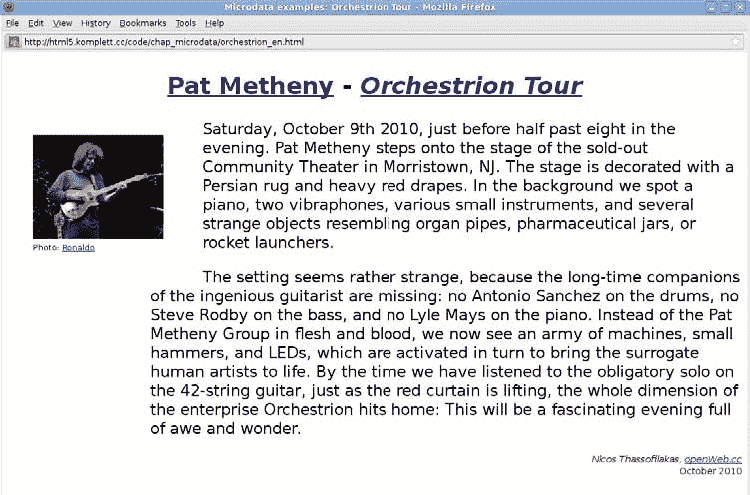 Microdata examples: Orchestrion Tour - Mozilla Firefox
File Edit View History Bookmarks Tools Help
http://html5.komplett.cc/code/chap_microdata/orchestrion_en.html
Pat Metheny - Orchestrion Tour
Saturday, October 9th 2010, just before half past eight in the
evening. Pat Metheny steps onto the stage of the sold-out
Community Theater in Morristown, NJ. The stage is decorated with a
Persian rug and heavy red drapes. In the background we spot a
piano, two vibraphones, various small instruments, and several
strange objects resembling organ pipes, pharmaceutical jars, or
rocket launchers.
Photo: Ronaldo
The setting seems rather strange, because the long-time companions
of the ingenious guitarist are missing: no Antonio Sanchez on the drums, no
Steve Rodby on the bass, and no Lyle Mays on the piano. Instead of the Pat
Metheny Group in flesh and blood, we now see an army of machines, small
hammers, and LEDs, which are activated in turn to bring the surrogate
human artists to life. By the time we have listened to the obligatory solo on
the 42-string guitar, just as the red curtain is lifting, the whole dimension of
the enterprise Orchestrion hits home: This will be a fascinating evening full
of awe and wonder.
Nicos Thassofilakas, openWeb.cc
October 2010